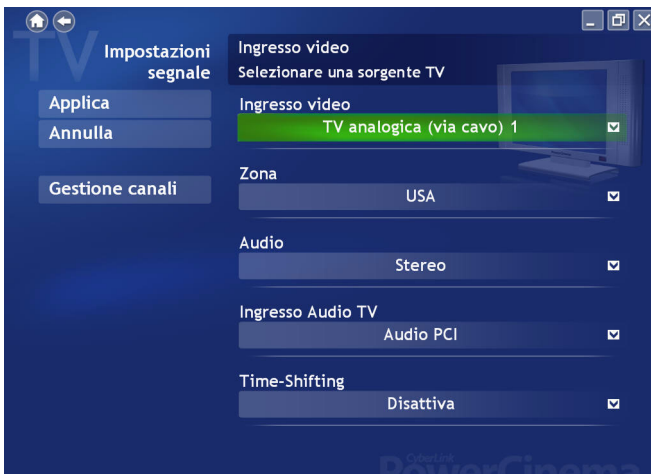 TV
Impostazioni
segnale
Applica
Annulla
Gestione canali
Ingresso video
Selezionare una sorgente TV
Ingresso video
TV analogica (via cavo) 1
Zona
USA
Audio
Stereo
Ingresso Audio TV
Audio PCI
Time-Shifting
Disattiva
CyberLink
PowerCinema